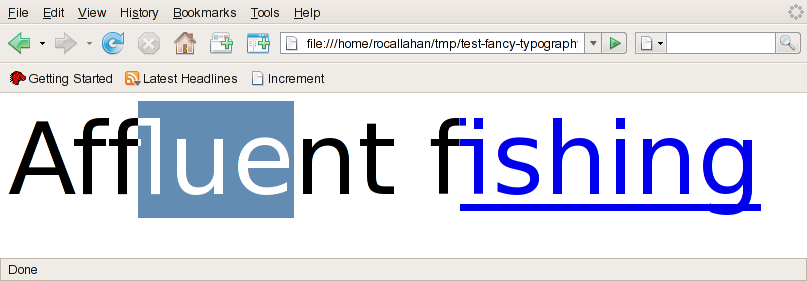 File Edit View History Bookmarks Tools Help
file:///home/rocallahan/tmp/test-fancy-typograph
Getting Started Latest Headlines Increment
Affluent fishing
Done